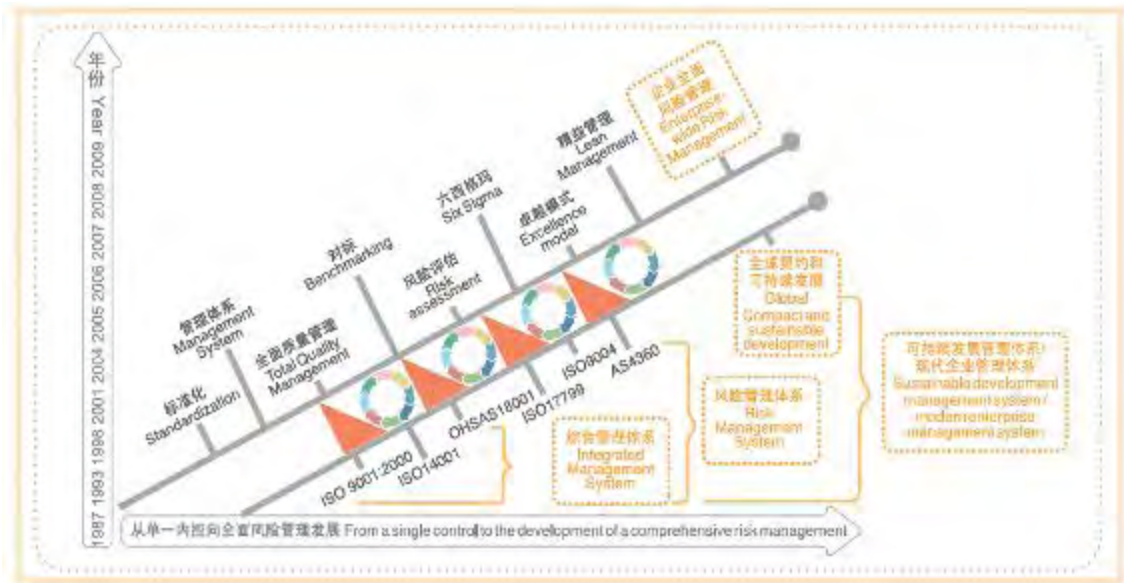 年份 Year
1987 1993 1998 2001 2004 2005 2006 2007 2008 2009
标准化
Standardization
管理体系
Management
System
全面质量管理
Total Quality
Management
对标
Benchmarking
风险评估
Risk
assessment
六西格玛
Six Sigma
卓越模式
Excellence
model
精益管理
Lean
Management
企业全面
风险管理
Enterprise-
wide Risk
Management
ISO 9001:2000
ISO14001
OHSAS18001
ISO17799
ISO9004
AS4360
全球契约和
可持续发展
Global
Compact and
sustainable
development
综合管理体系
Integrated
Management
System
风险管理体系
Risk
Management
System
可持续发展管理体系/
现代企业管理体系
Sustainable development
management system /
modern enterprise
management system
从单一内控向全面风险管理发展 From a single control to the development of a comprehensive risk management